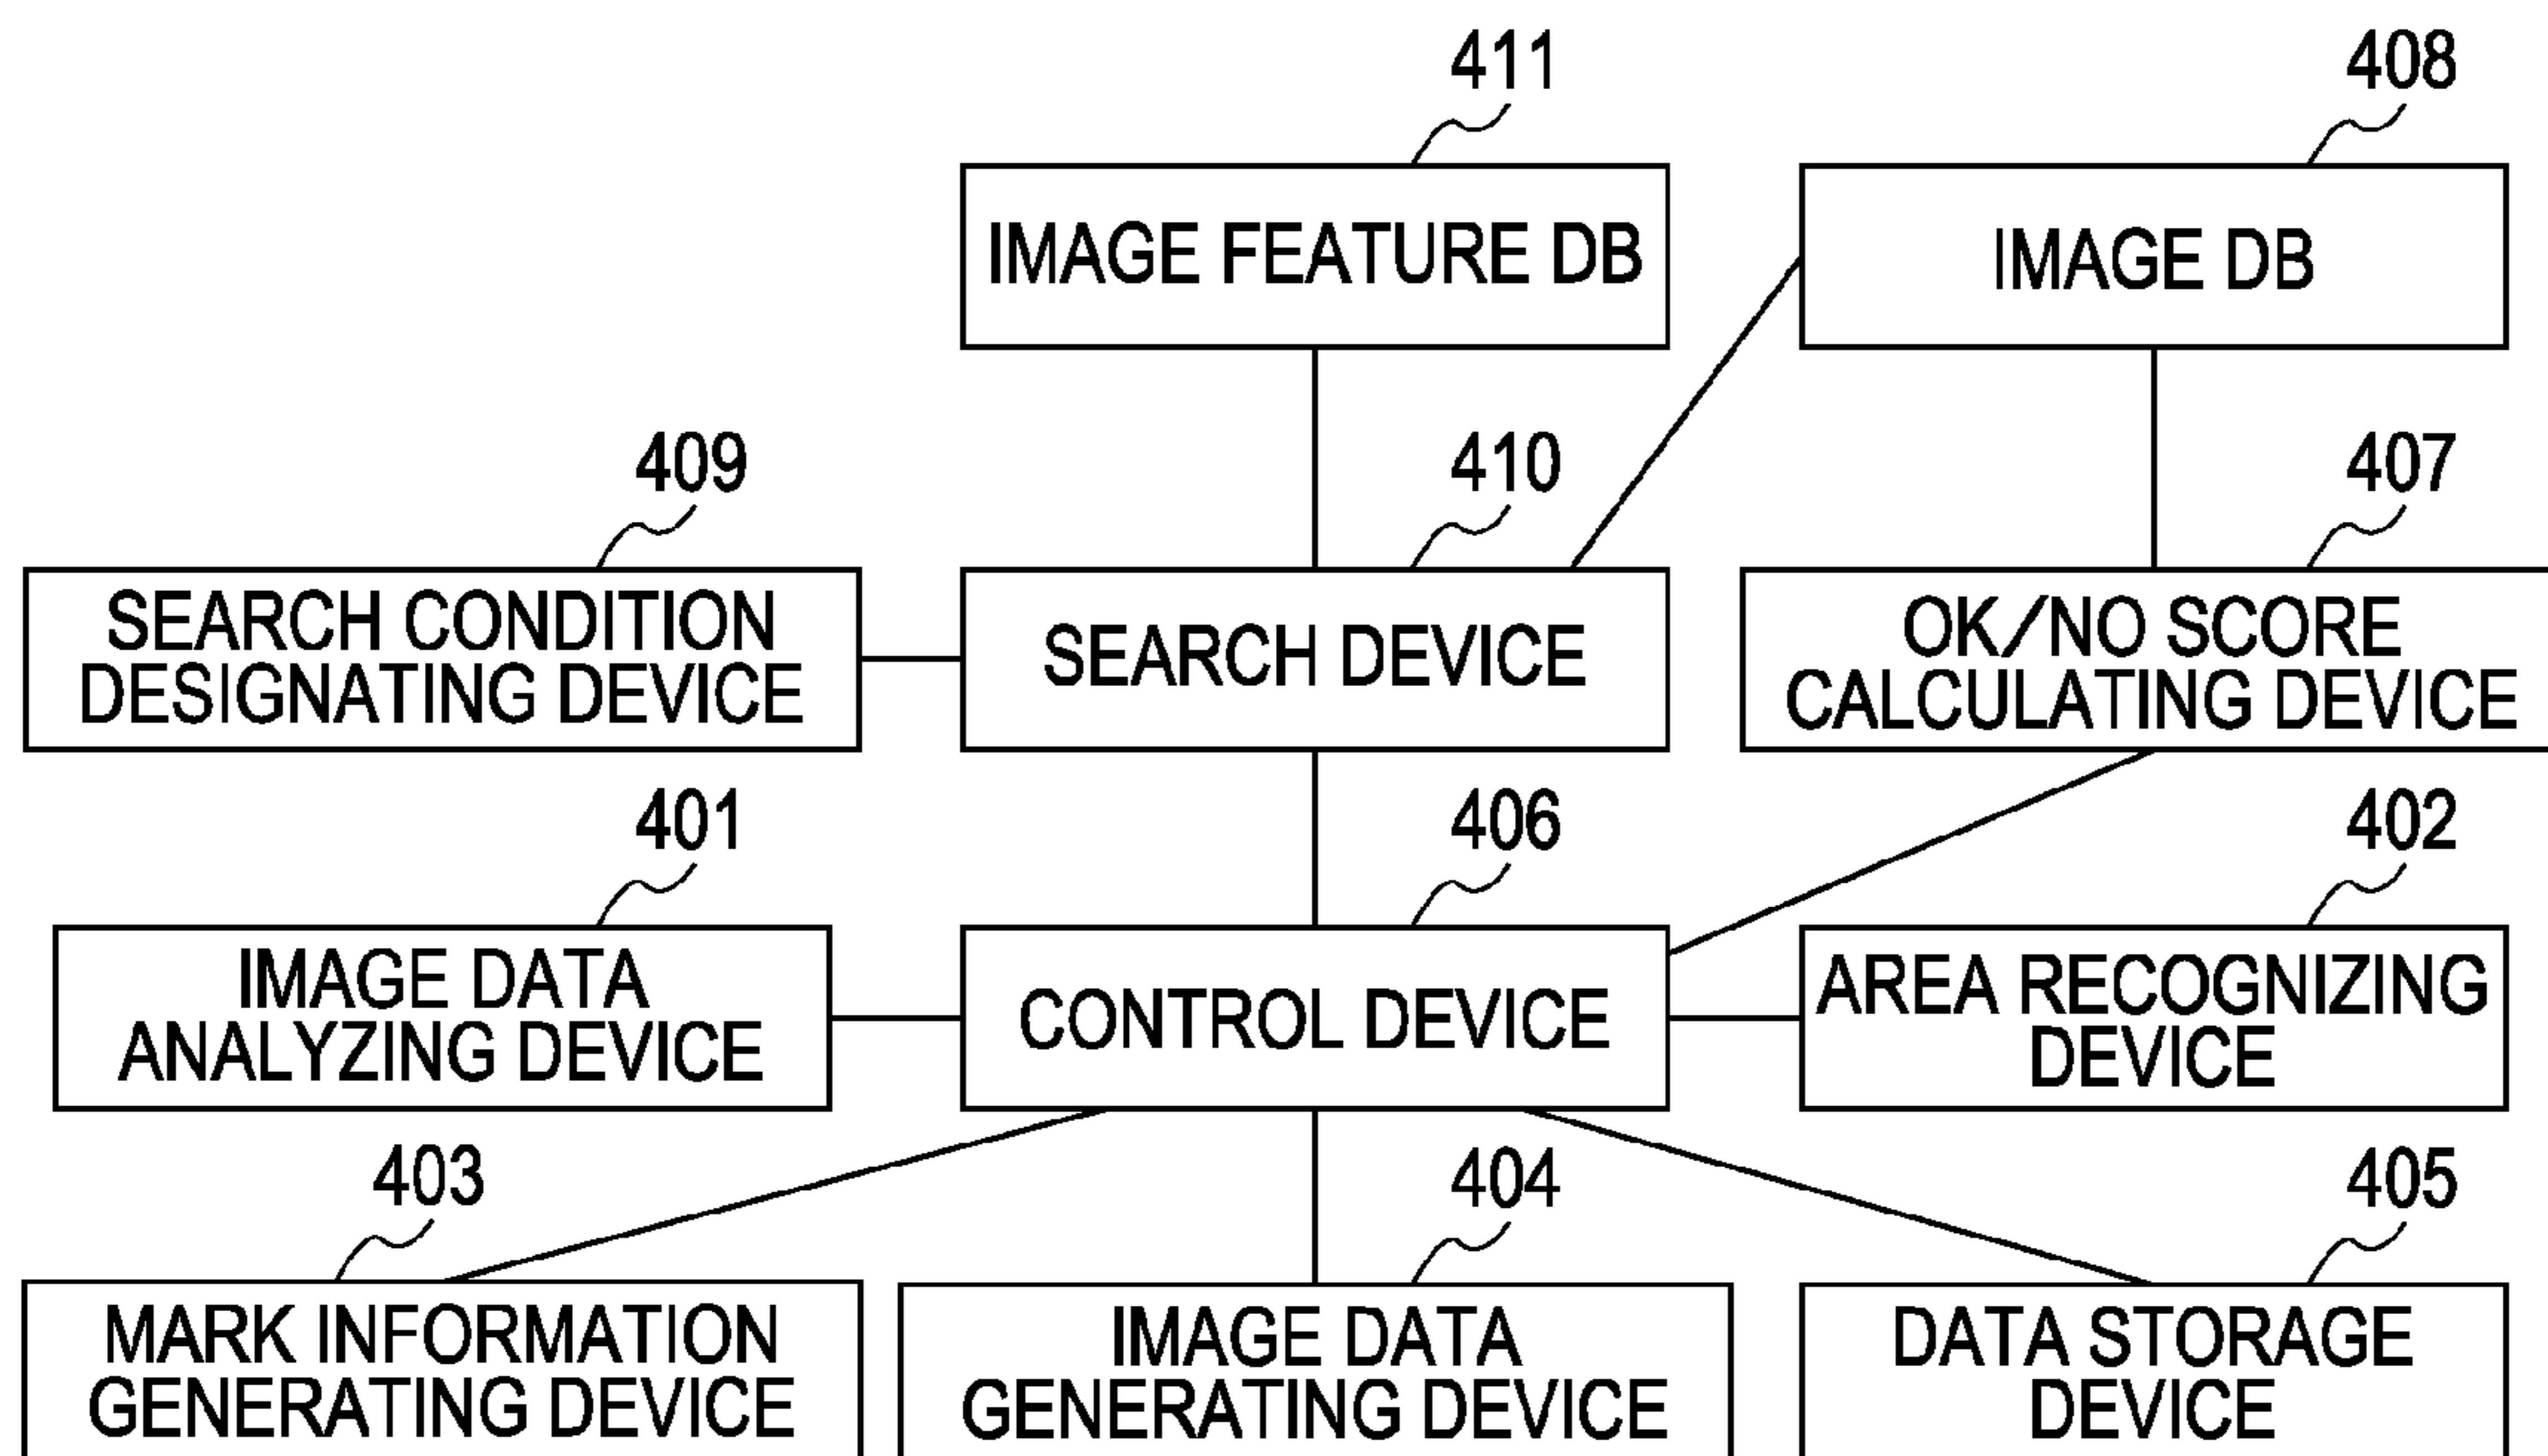 411
408
IMAGE FEATURE DB
IMAGE DB
409
410
407
SEARCH CONDITION
DESIGNATING DEVICE
SEARCH DEVICE
OK/NO SCORE
CALCULATING DEVICE
401
406
402
IMAGE DATA
ANALYZING DEVICE
CONTROL DEVICE
AREA RECOGNIZING
DEVICE
403
404
405
MARK INFORMATION
GENERATING DEVICE
IMAGE DATA
GENERATING DEVICE
DATA STORAGE
DEVICE